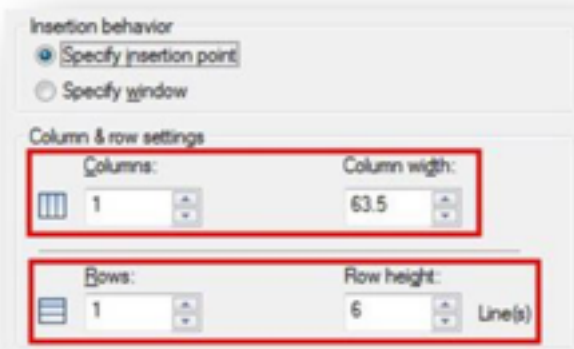 Insertion behavior
Specify insertion point
Specify window
Column & row settings
Columns: Column width:
1 63.5
Rows: Row height:
1 6 Line(s)